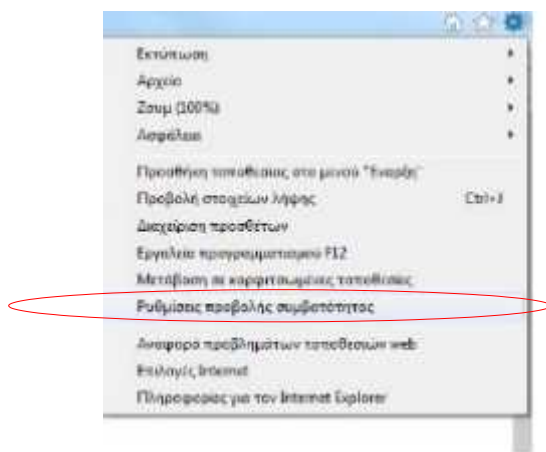 Εκτύπωση
Αρχείο
Ζουμ (100%)
Ασφάλεια
Προσθήκη τοποθεσίας στο μενού "Έναρξη"
Προβολή στοιχείων λήψης Ctrl+J
Διαχείριση προσθέτων
Εργαλεία προγραμματισμού F12
Μετάβαση σε καρφιτσωμένες τοποθεσίες
Ρυθμίσεις προβολής συμβατότητας
Αναφορά προβλημάτων τοποθεσιών web
Επιλογές Internet
Πληροφορίες για τον Internet Explorer